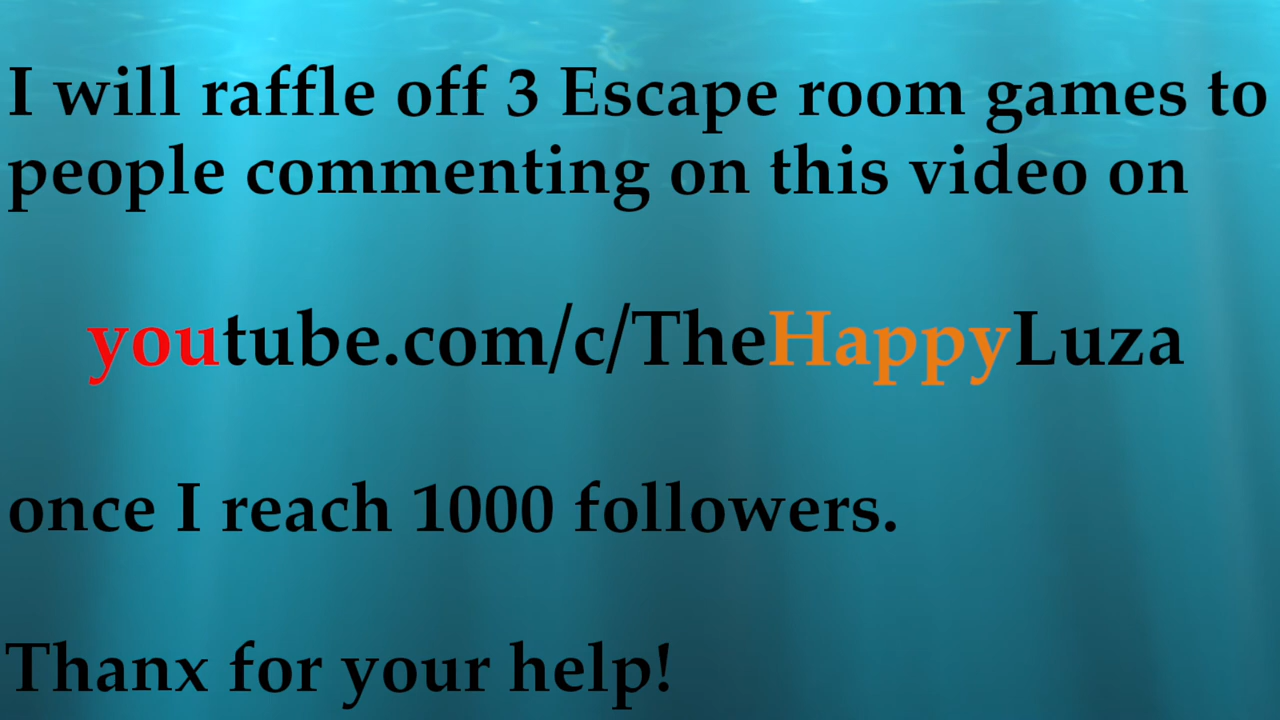 I will raffle off 3 Escape room games to
people commenting on this video on
youtube.com/c/TheHappyLuza
once I reach 1000 followers.
Thanx for your help!